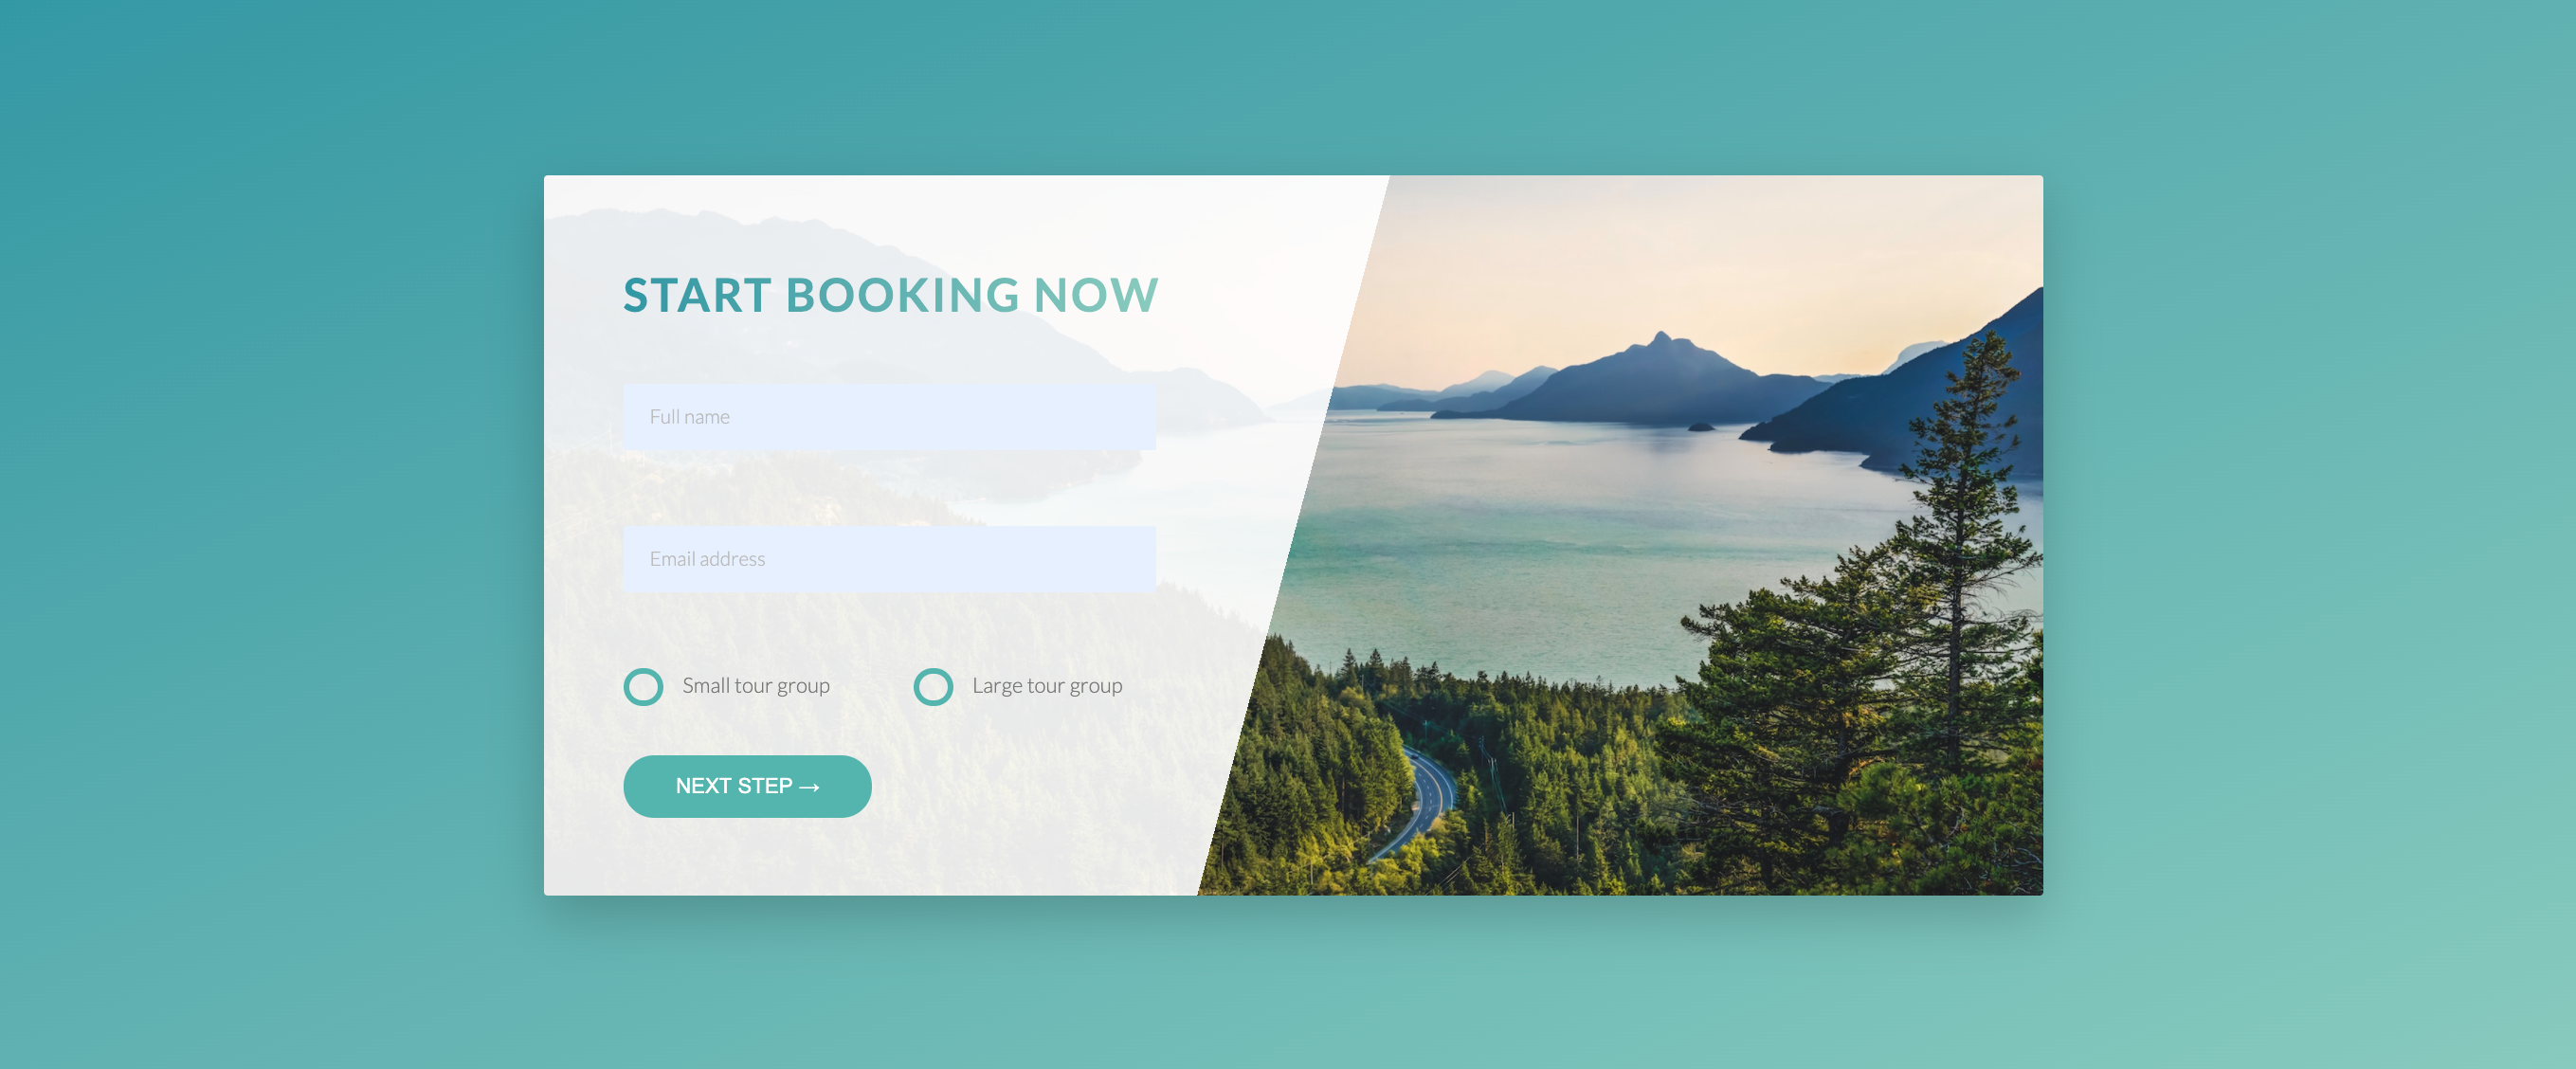 START BOOKING NOW
Full name
Email address
Small tour group
Large tour group
NEXT STEP →